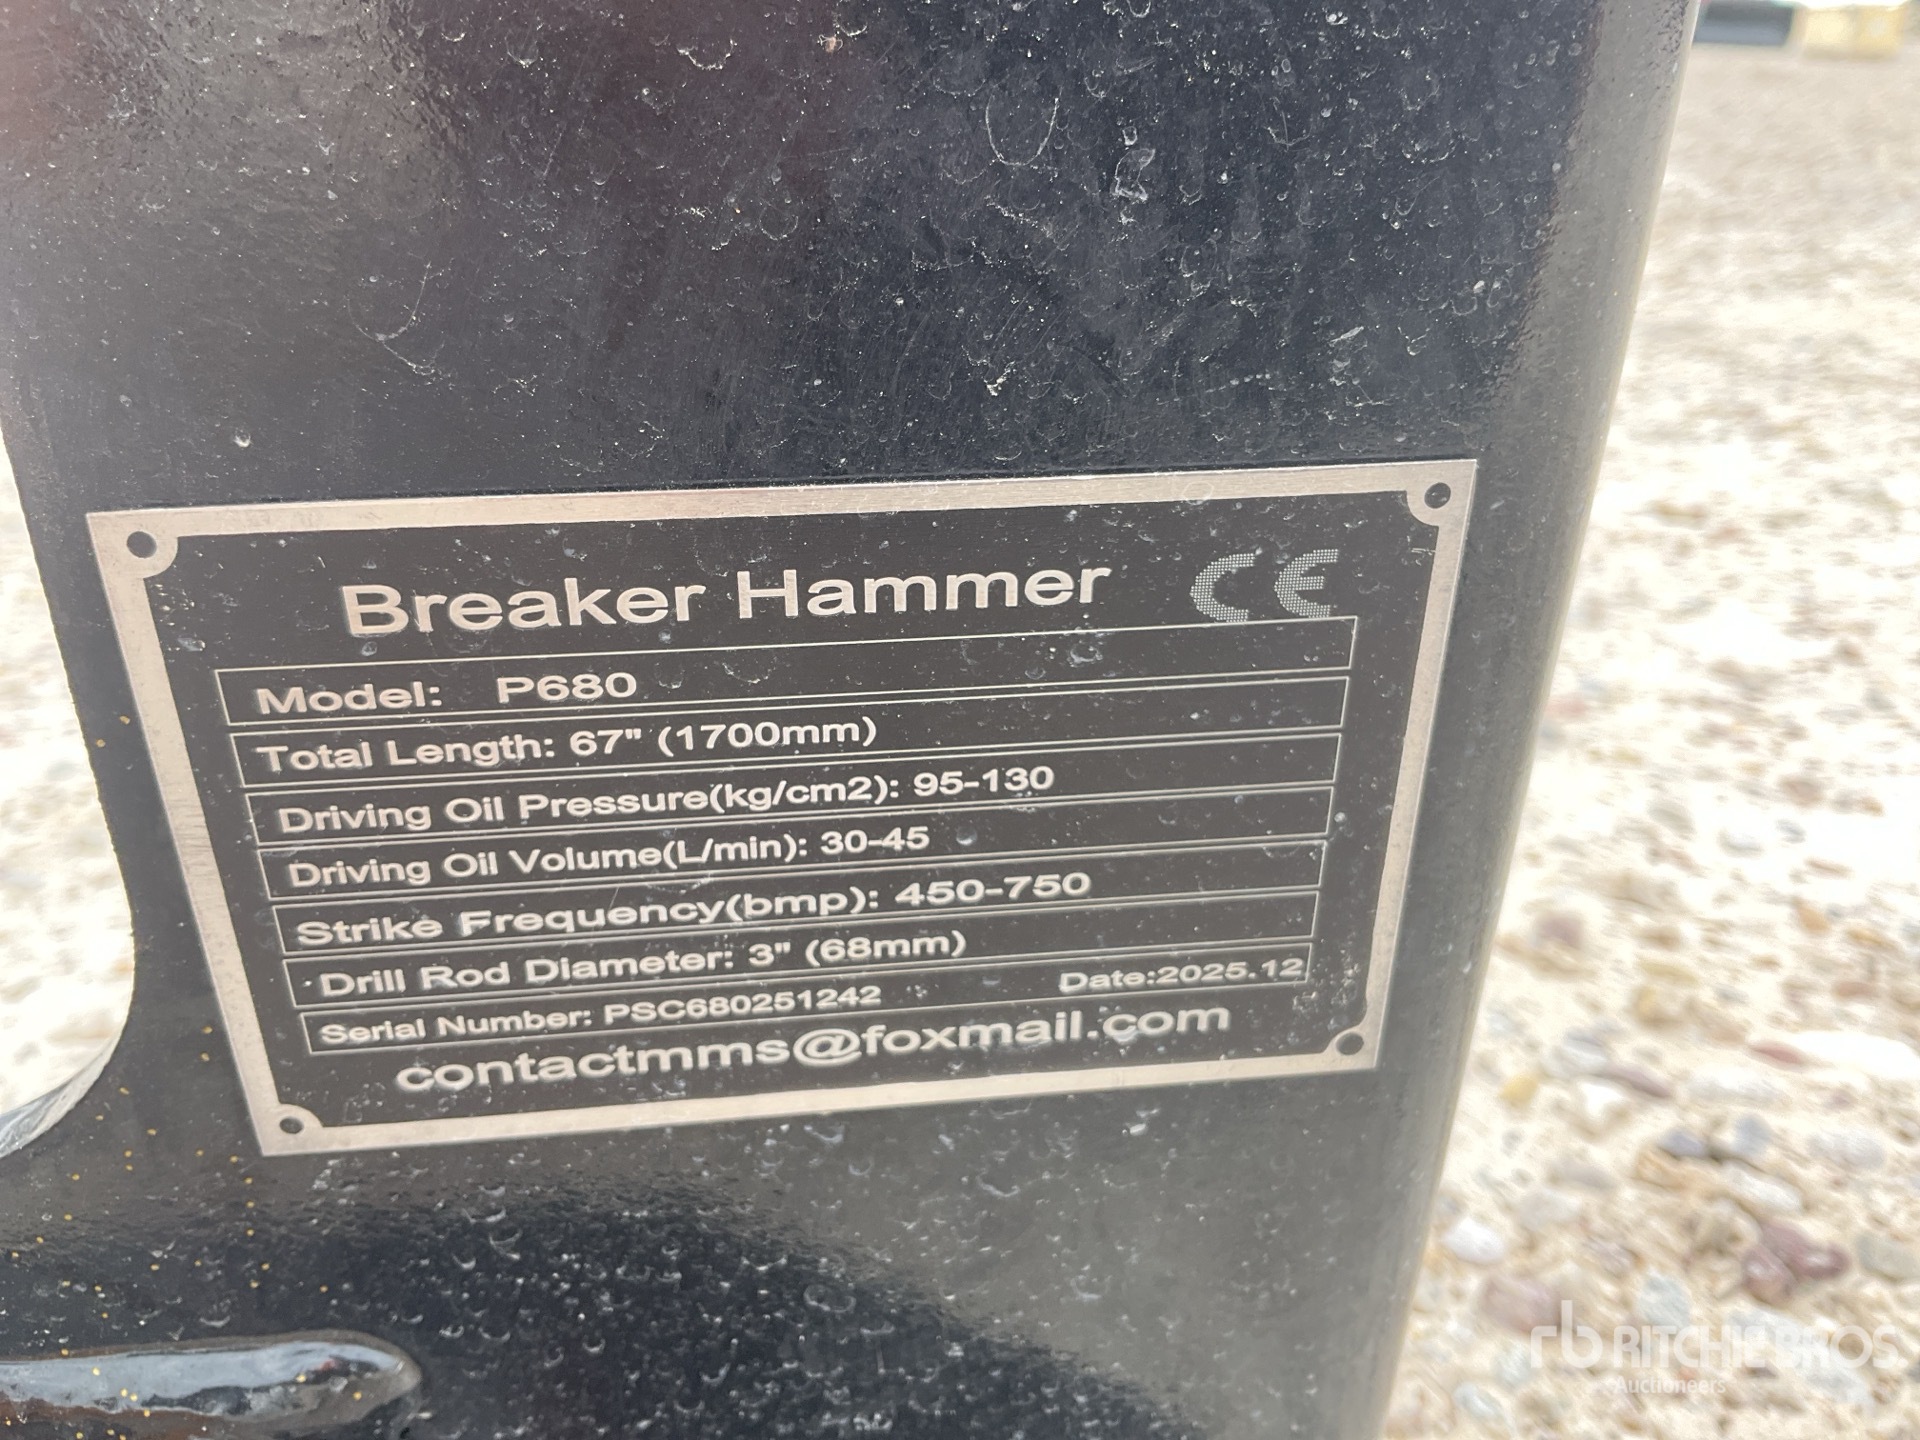 Breaker Hammer CE
Model: P680
Total Length: 67" (1700mm)
Driving Oil Pressure(kg/cm2): 95-130
Driving Oil Volume(L/min): 30-45
Strike Frequency(bmp): 450-750
Drill Rod Diameter: 3" (68mm)
Serial Number: PSC680251242 Date:2025.12
contactmms@foxmail.com
rb RITCHIE BROS
Auctioneers